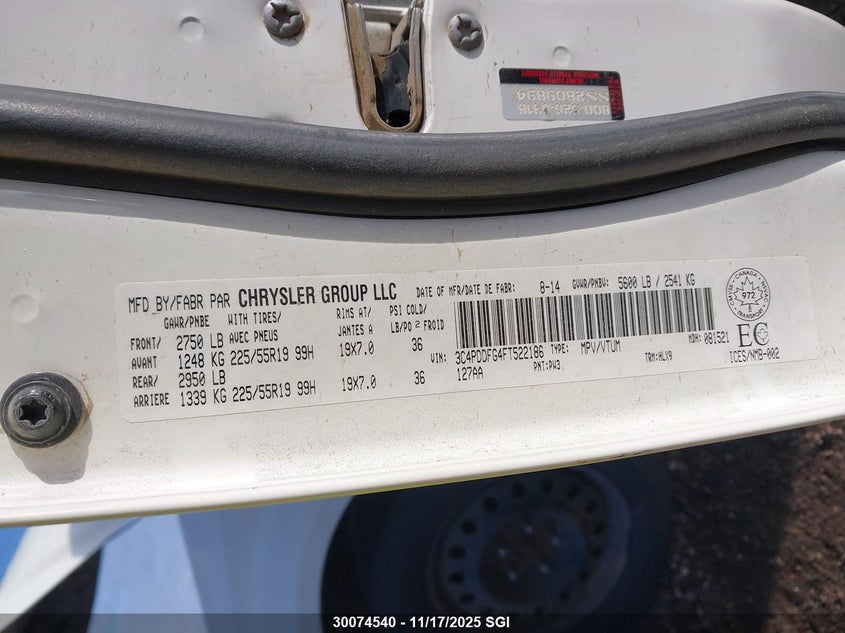 MFD BY/FABR PAR CHRYSLER GROUP LLC DATE OF MFR/DATE DE FABR: 8-14 GVWR/PNBV: 5600 LB / 2541 KG
GAWR/PNBE WITH TIRES/ RIMS AT/ PSI COLD/
AVEC PNEUS JANTES A LB/PO² FROID
FRONT/ 2750 LB
AVANT 1248 KG 225/55R19 99H 19X7.0 36
REAR/ 2950 LB
ARRIERE 1339 KG 225/55R19 99H 19X7.0 36
VIN: 3C4PDDFG4FT522186 TYPE: MPV/VTUM MDH: 081521
127AA PNT: PW3 TRM: HLX9
CANADA
972
TRANSPORT
EC
ICES/NMB-002
30074540 - 11/17/2025 SGI